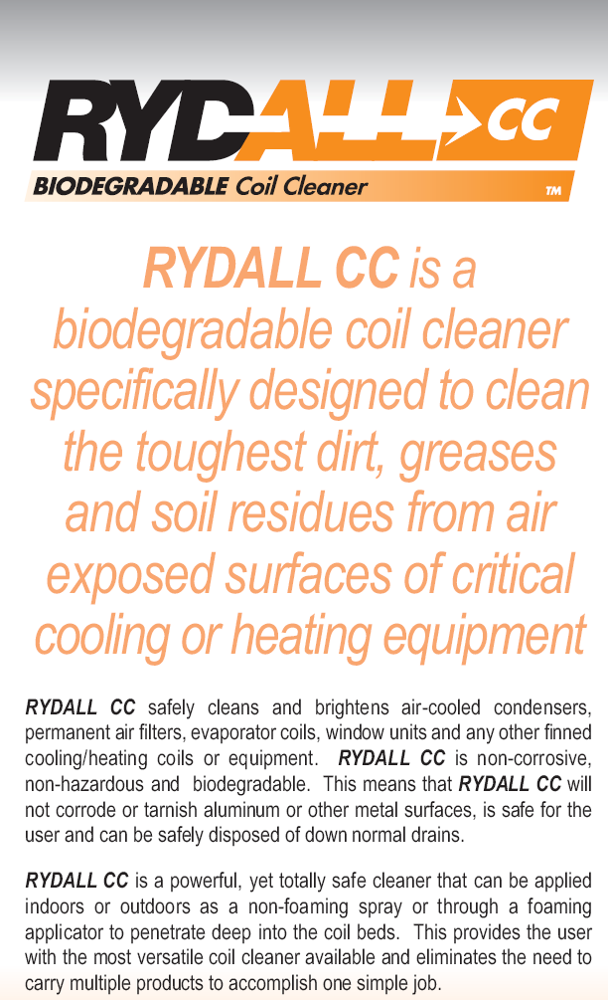 RYDALL CC
BIODEGRADABLE Coil Cleaner ™
RYDALL CC is a
biodegradable coil cleaner
specifically designed to clean
the toughest dirt, greases
and soil residues from air
exposed surfaces of critical
cooling or heating equipment
RYDALL CC safely cleans and brightens air-cooled condensers,
permanent air filters, evaporator coils, window units and any other finned
cooling/heating coils or equipment. RYDALL CC is non-corrosive,
non-hazardous and biodegradable. This means that RYDALL CC will
not corrode or tarnish aluminum or other metal surfaces, is safe for the
user and can be safely disposed of down normal drains.
RYDALL CC is a powerful, yet totally safe cleaner that can be applied
indoors or outdoors as a non-foaming spray or through a foaming
applicator to penetrate deep into the coil beds. This provides the user
with the most versatile coil cleaner available and eliminates the need to
carry multiple products to accomplish one simple job.